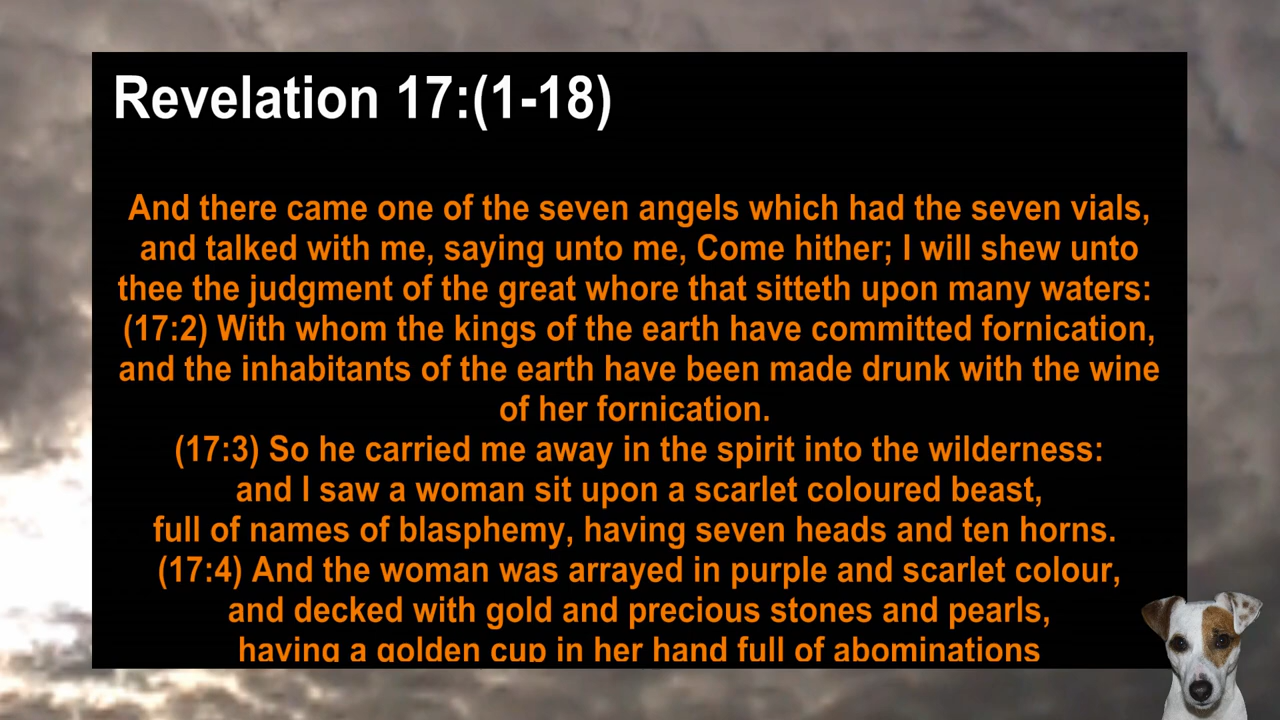 Revelation 17:(1-18)
And there came one of the seven angels which had the seven vials,
and talked with me, saying unto me, Come hither; I will shew unto
thee the judgment of the great whore that sitteth upon many waters:
(17:2) With whom the kings of the earth have committed fornication,
and the inhabitants of the earth have been made drunk with the wine
of her fornication.
(17:3) So he carried me away in the spirit into the wilderness:
and I saw a woman sit upon a scarlet coloured beast,
full of names of blasphemy, having seven heads and ten horns.
(17:4) And the woman was arrayed in purple and scarlet colour,
and decked with gold and precious stones and pearls,
having a golden cup in her hand full of abominations